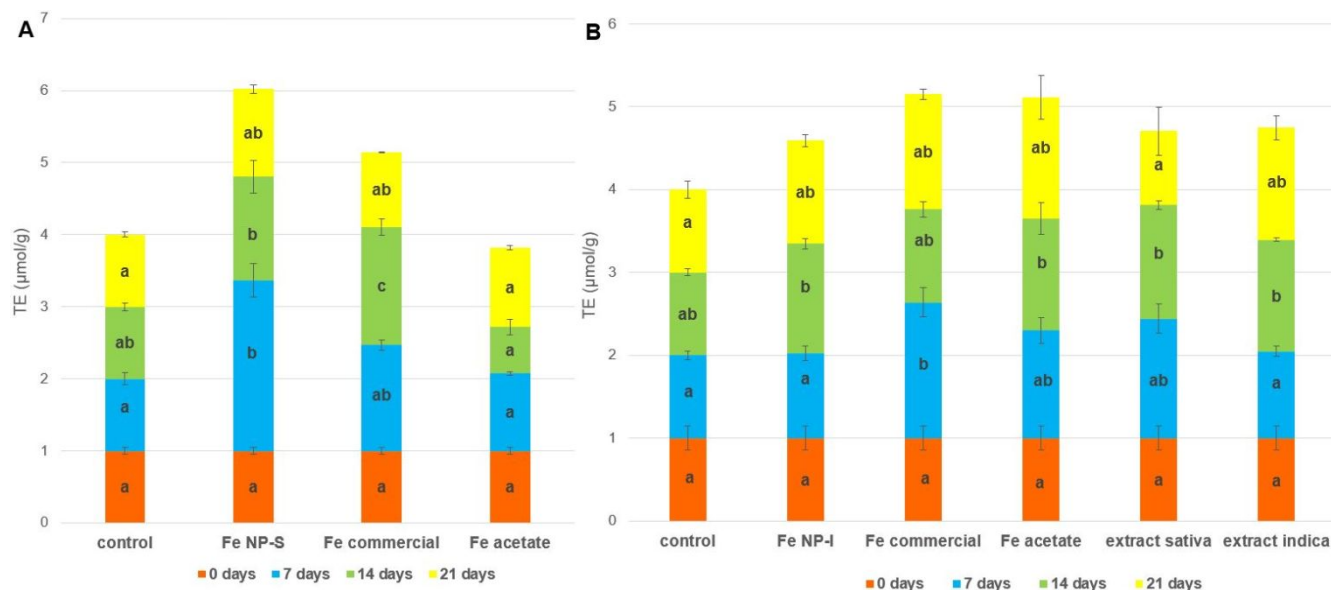 A
7
6
5
4
3
2
1
0
TE (µmol/g)
ab
ab
a
b
a
ab
c
a
b
ab
a
a
a
a
a
a
control Fe NP-S Fe commercial Fe acetate
0 days 7 days 14 days 21 days
B
6
5
4
3
2
1
0
TE (µmol/g)
ab
ab
ab
a
ab
a
ab
b
b
b
b
ab
b
ab
ab
a
a
a
a
a
a
a
a
a
control Fe NP-I Fe commercial Fe acetate extract sativa extract indica
0 days 7 days 14 days 21 days